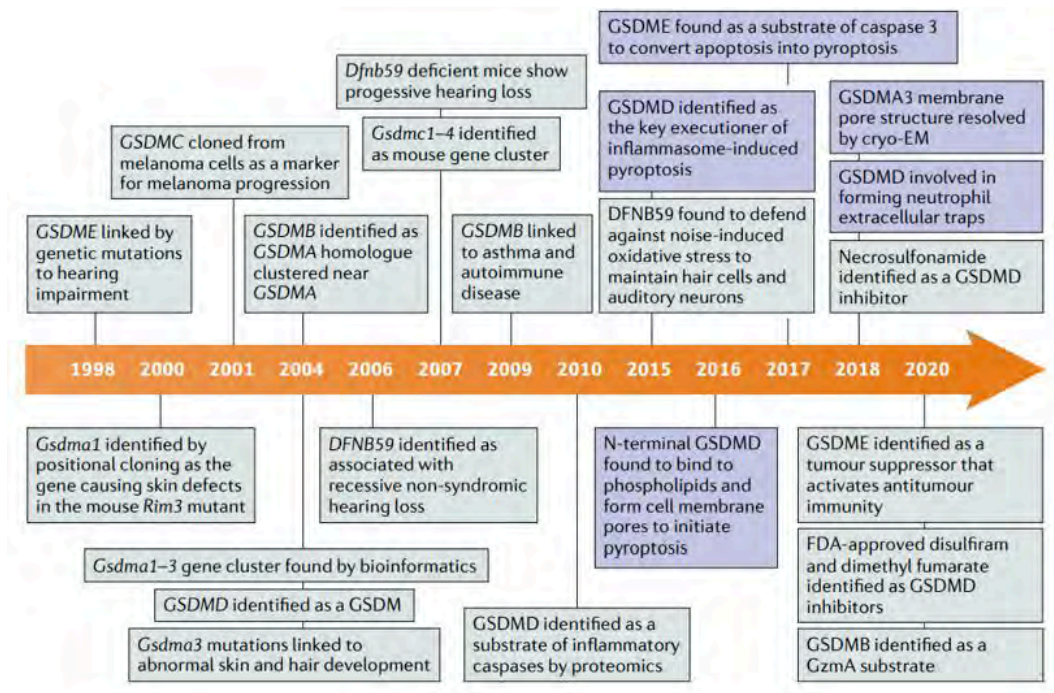 GSDME found as a substrate of caspase 3
to convert apoptosis into pyroptosis
Dfnb59 deficient mice show
progessive hearing loss
GSDMD identified as
the key executioner of
inflammasome-induced
pyroptosis
GSDMA3 membrane
pore structure resolved
by cryo-EM
GSDMC cloned from
melanoma cells as a marker
for melanoma progression
Gsdmc1–4 identified
as mouse gene cluster
GSDMD involved in
forming neutrophil
extracellular traps
GSDME linked by
genetic mutations
to hearing
impairment
GSDMB identified as
GSDMA homologue
clustered near
GSDMA
GSDMB linked
to asthma and
autoimmune
disease
DFNB59 found to defend
against noise-induced
oxidative stress to
maintain hair cells and
auditory neurons
Necrosulfonamide
identified as a GSDMD
inhibitor
1998 2000 2001 2004 2006 2007 2009 2010 2015 2016 2017 2018 2020
Gsdma1 identified by
positional cloning as the
gene causing skin defects
in the mouse Rim3 mutant
DFNB59 identified as
associated with
recessive non-syndromic
hearing loss
N-terminal GSDMD
found to bind to
phospholipids and
form cell membrane
pores to initiate
pyroptosis
GSDME identified as a
tumour suppressor that
activates antitumour
immunity
Gsdma1–3 gene cluster found by bioinformatics
GSDMD identified as a GSDM
Gsdma3 mutations linked to
abnormal skin and hair development
GSDMD identified as a
substrate of inflammatory
caspases by proteomics
FDA-approved disulfiram
and dimethyl fumarate
identified as GSDMD
inhibitors
GSDMB identified as a
GzmA substrate